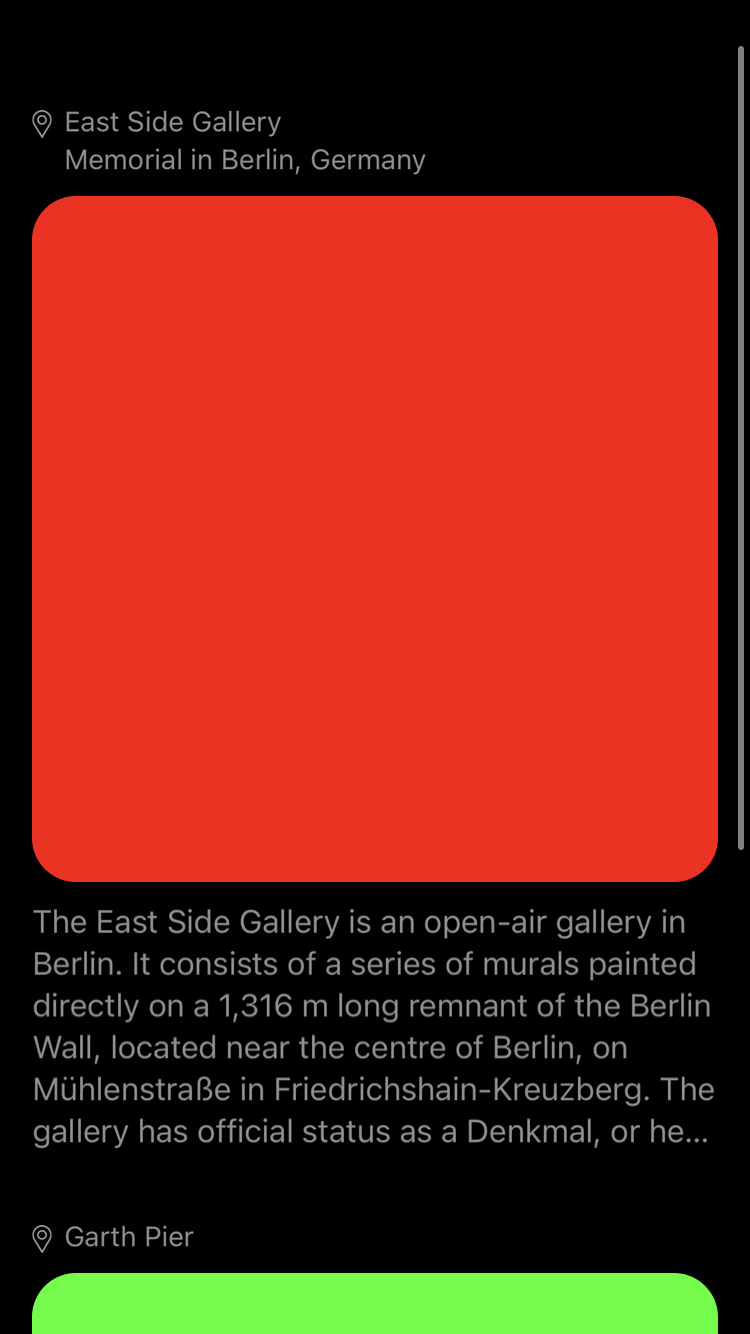 East Side Gallery
Memorial in Berlin, Germany
The East Side Gallery is an open-air gallery in
Berlin. It consists of a series of murals painted
directly on a 1,316 m long remnant of the Berlin
Wall, located near the centre of Berlin, on
Mühlenstraße in Friedrichshain-Kreuzberg. The
gallery has official status as a Denkmal, or he...
Garth Pier